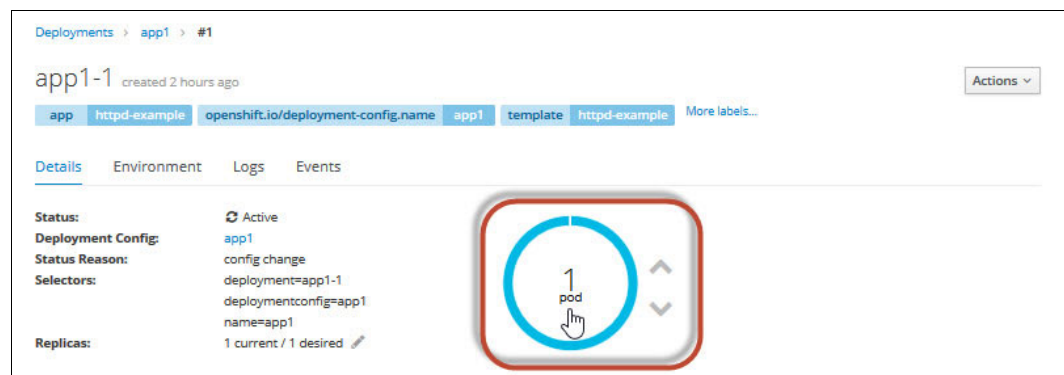 Deployments > app1 > #1
app1-1 created 2 hours ago
Actions
app httpd-example openshift.io/deployment-config.name app1 template httpd-example More labels...
Details Environment Logs Events
Status: Active
Deployment Config: app1
Status Reason: config change
Selectors: deployment=app1-1
deploymentconfig=app1
name=app1
Replicas: 1 current / 1 desired
1
pod